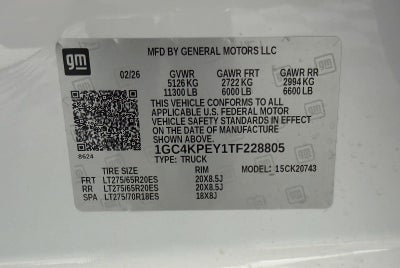 gm
MFD BY GENERAL MOTORS LLC
02/26 GVWR GAWR FRT GAWR RR
5126 KG 2722 KG 2994 KG
11300 LB 6000 LB 6600 LB
THIS VEHICLE CONFORMS TO ALL
APPLICABLE U.S. FEDERAL MOTOR
VEHICLE SAFETY STANDARDS IN EFFECT
ON THE DATE OF MANUFACTURE
SHOWN ABOVE.
8624
1GC4KPEY1TF228805
TYPE: TRUCK
TIRE SIZE RIM MODEL: 15CK20743
FRT LT275/65R20ES 20X8.5J
RR LT275/65R20ES 20X8.5J
SPA LT275/70R18ES 18X8J